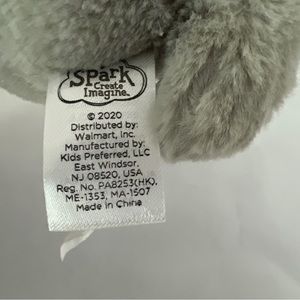 Spark
Create
Imagine.
© 2020
Distributed by:
Walmart, Inc.
Manufactured by:
Kids Preferred, LLC
East Windsor,
NJ 08520, USA
Reg. No. PA8253(HK),
ME-1353, MA-1507
Made in China